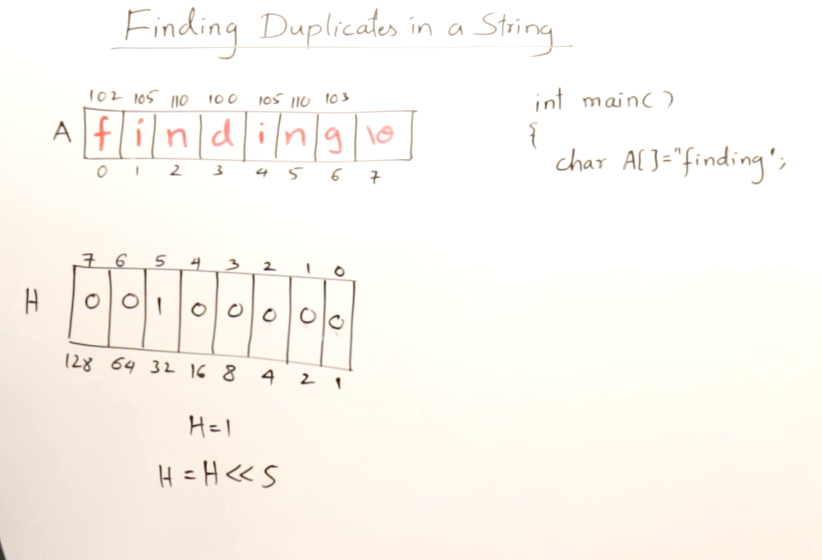 Finding Duplicates in a String
102 105 110 100 105 110 103
A f i n d i n g \0
0 1 2 3 4 5 6 7
int main()
{
char A[]="finding';
7 6 5 4 3 2 1 0
H 0 0 1 0 0 0 0 0
128 64 32 16 8 4 2 1
H=1
H=H<<5